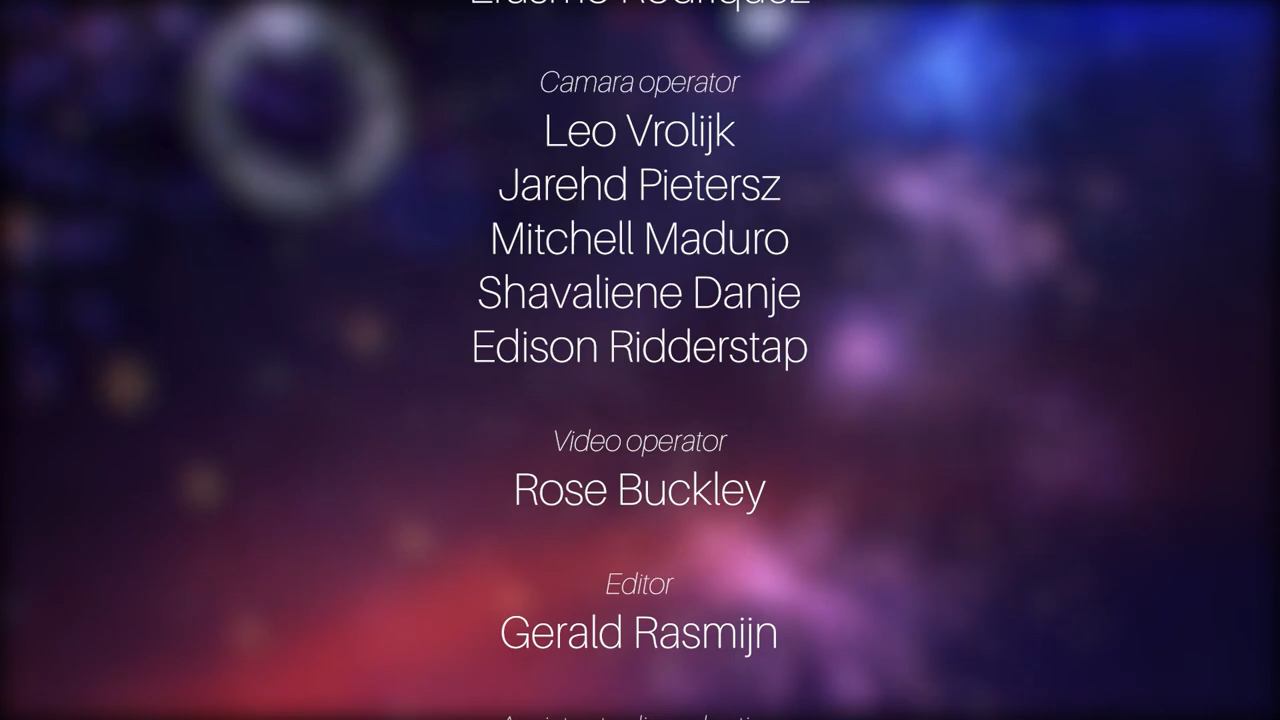 Camara operator
Leo Vrolijk
Jarehd Pietersz
Mitchell Maduro
Shavaliene Danje
Edison Ridderstap
Video operator
Rose Buckley
Editor
Gerald Rasmijn